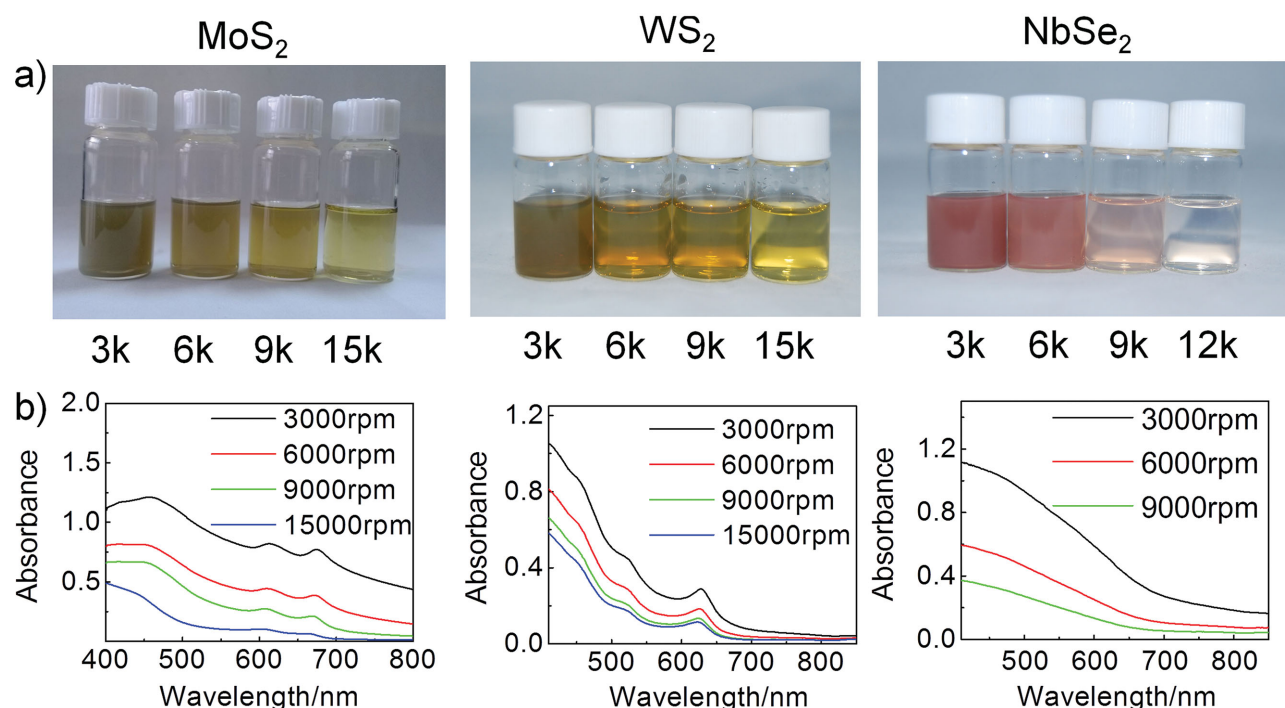 MoS₂ WS₂ NbSe₂
a)
3k 6k 9k 15k 3k 6k 9k 15k 3k 6k 9k 12k
b)
2.0
1.5
1.0
0.5
Absorbance
3000rpm
6000rpm
9000rpm
15000rpm
400 500 600 700 800
Wavelength/nm
1.2
0.8
0.4
0.0
Absorbance
3000rpm
6000rpm
9000rpm
15000rpm
500 600 700 800
Wavelength/nm
1.2
0.8
0.4
0.0
Absorbance
3000rpm
6000rpm
9000rpm
500 600 700 800
Wavelength/nm